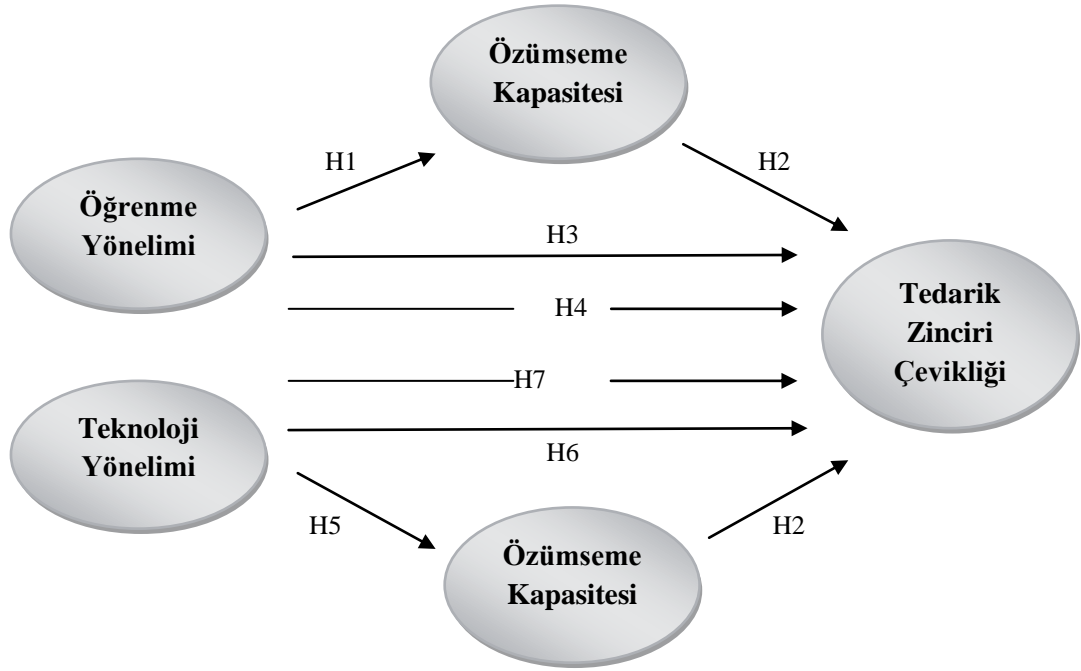 Özümseme
Kapasitesi
H1
H2
Öğrenme
Yönelimi
H3
H4
Tedarik
Zinciri
Çevikliği
H7
Teknoloji
Yönelimi
H6
H5
H2
Özümseme
Kapasitesi